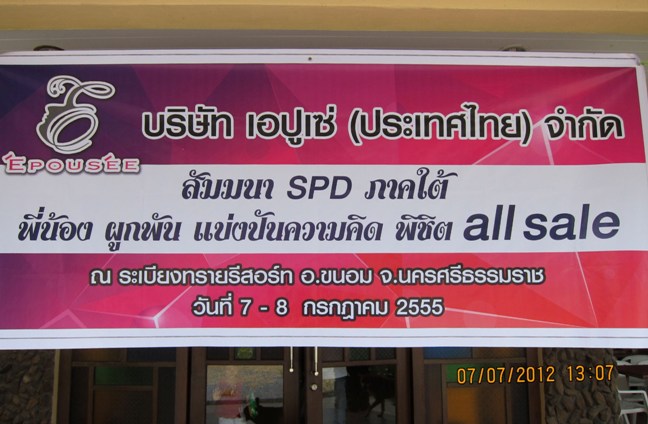 EPOUSÉE
บริษัท เอปูเซ่ (ประเทศไทย) จำกัด
สัมมนา SPD ภาคใต้
พี่น้อง ผูกพัน แบ่งปันความคิด พิชิต all sale
ณ ระเบียงทรายรีสอร์ท อ.ขนอม จ.นครศรีธรรมราช
วันที่ 7 - 8 กรกฎาคม 2555
07/07/2012 13:07